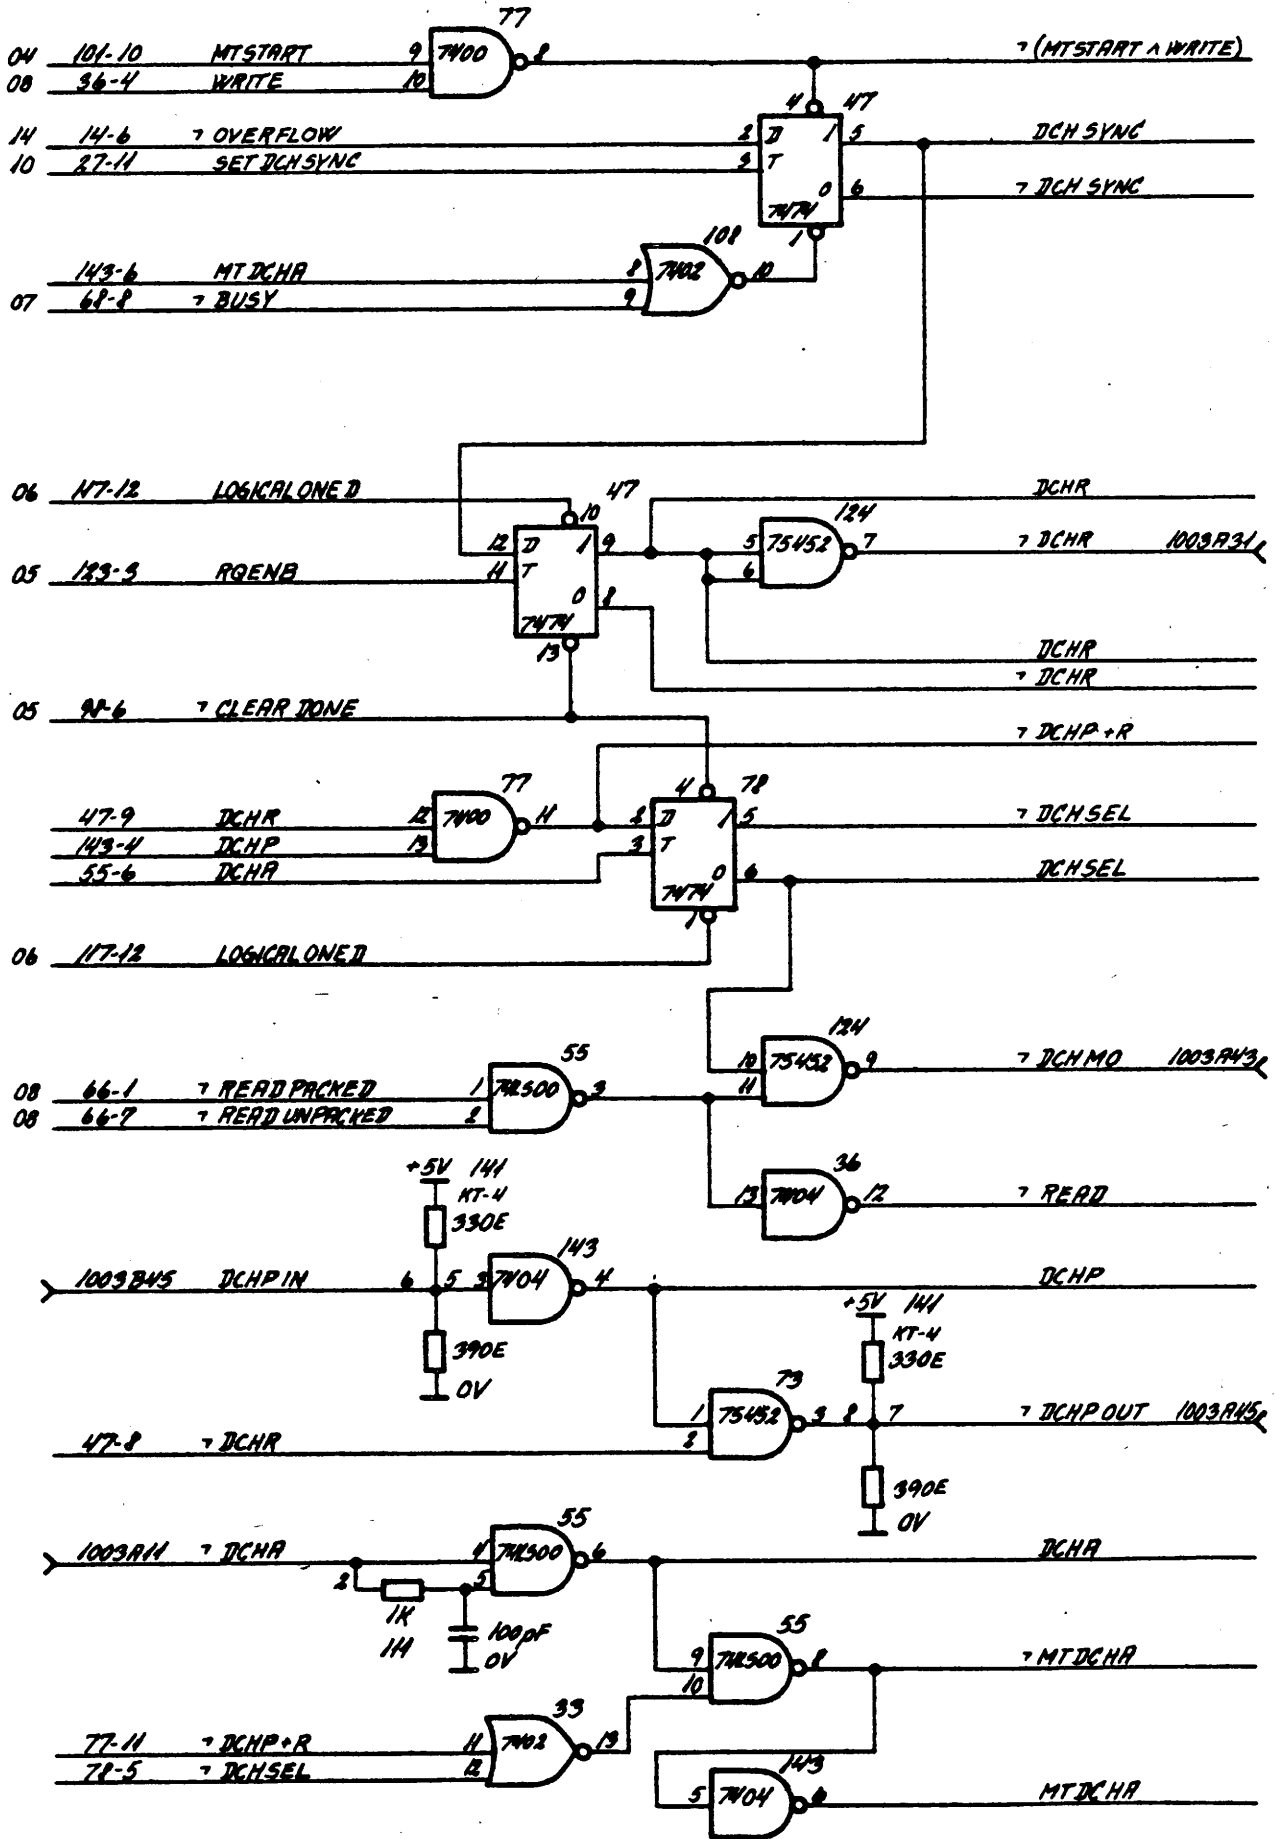 77
04 101-10 MTSTART 9 7400 8 ¬ (MTSTART ∧ WRITE)
08 36-4 WRITE 10
4 47
14 14-6 ¬ OVERFLOW 2 D 1 5 DCH SYNC
10 27-11 SET DCH SYNC 3 T
0 6 ¬ DCH SYNC
7474
108 1
143-6 MT DCHA 8 7402 10
07 68-8 ¬ BUSY 9
06 117-12 LOGICAL ONE D 47 DCHR
10 124
12 D 1 9 5 75452 7 ¬ DCHR 1003A31
05 123-3 RQENB 11 T 6
0 8
7474
13 DCHR
¬ DCHR
05 98-6 ¬ CLEAR DONE
¬ DCHP+R
77 4 78
47-9 DCHR 12 7400 11 2 D 1 5 ¬ DCHSEL
143-4 DCHP 13 3 T
55-6 DCHA 0 6 DCHSEL
7474
1
06 117-12 LOGICAL ONE D
124
55 10 75452 9 ¬ DCHMO 1003A43
08 66-1 ¬ READ PACKED 1 74LS00 3 11
08 66-7 ¬ READ UNPACKED 2
+5V 141 36
KT-4 13 7404 12 ¬ READ
330E
143
1003B45 DCHP IN 6 5 3 7404 4 DCHP
+5V 141
KT-4
390E 330E
0V 73
1 75452 3 8 7 ¬ DCHP OUT 1003A45
47-8 ¬ DCHR 2
390E
55 0V
1003A11 ¬ DCHA 4 74LS00 6 DCHA
2 5
1K 100pF 55
111 0V 9 74LS00 8 ¬ MTDCHA
10
33
77-11 ¬ DCHP+R 11 7402 13
78-5 ¬ DCHSEL 12 143
5 7404 6 MTDCHA